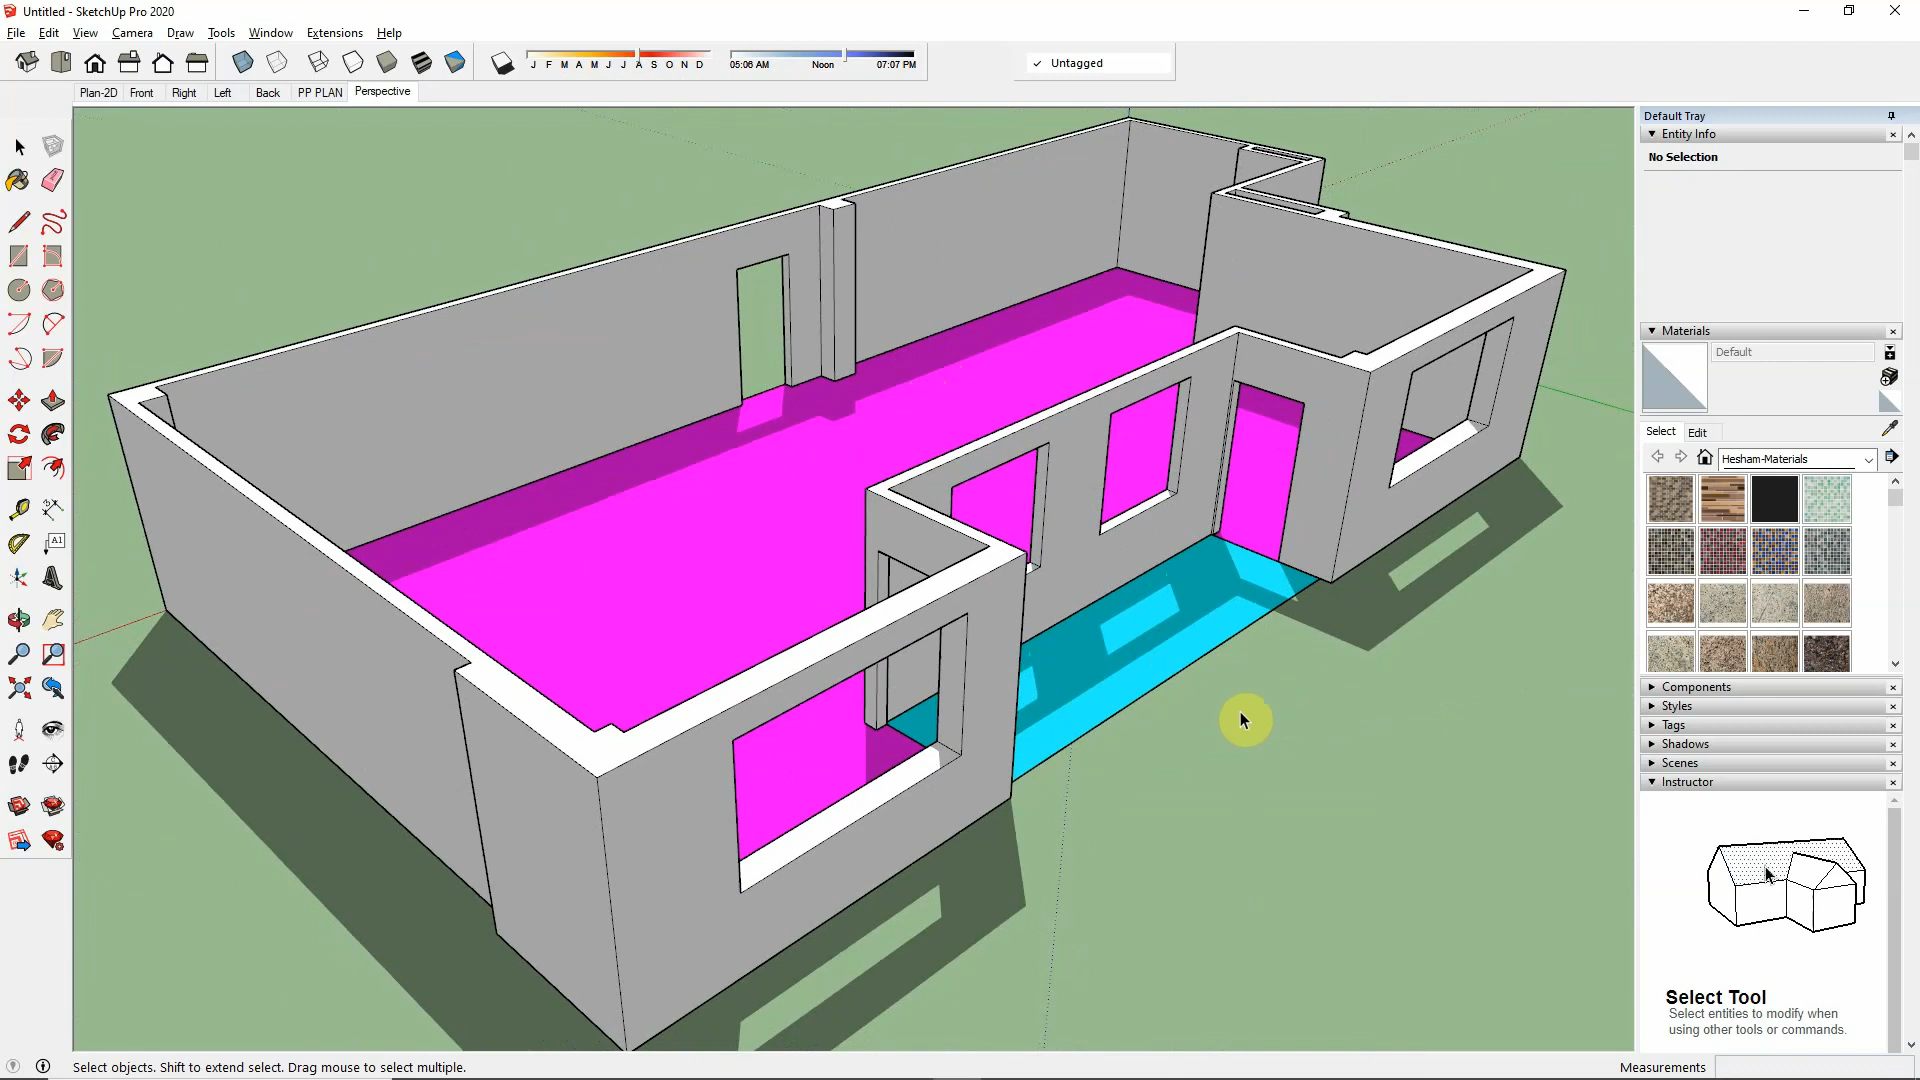 Untitled - SketchUp Pro 2020
File Edit View Camera Draw Tools Window Extensions Help
J F M A M J J A S O N D
05:06 AM Noon 07:07 PM
✓ Untagged
Plan-2D Front Right Left Back PP PLAN Perspective
Default Tray
Entity Info
No Selection
Materials
Default
Select Edit
Hesham-Materials
A1
Components
Styles
Tags
Shadows
Scenes
Instructor
Select Tool
Select entities to modify when
using other tools or commands.
Select objects. Shift to extend select. Drag mouse to select multiple.
Measurements